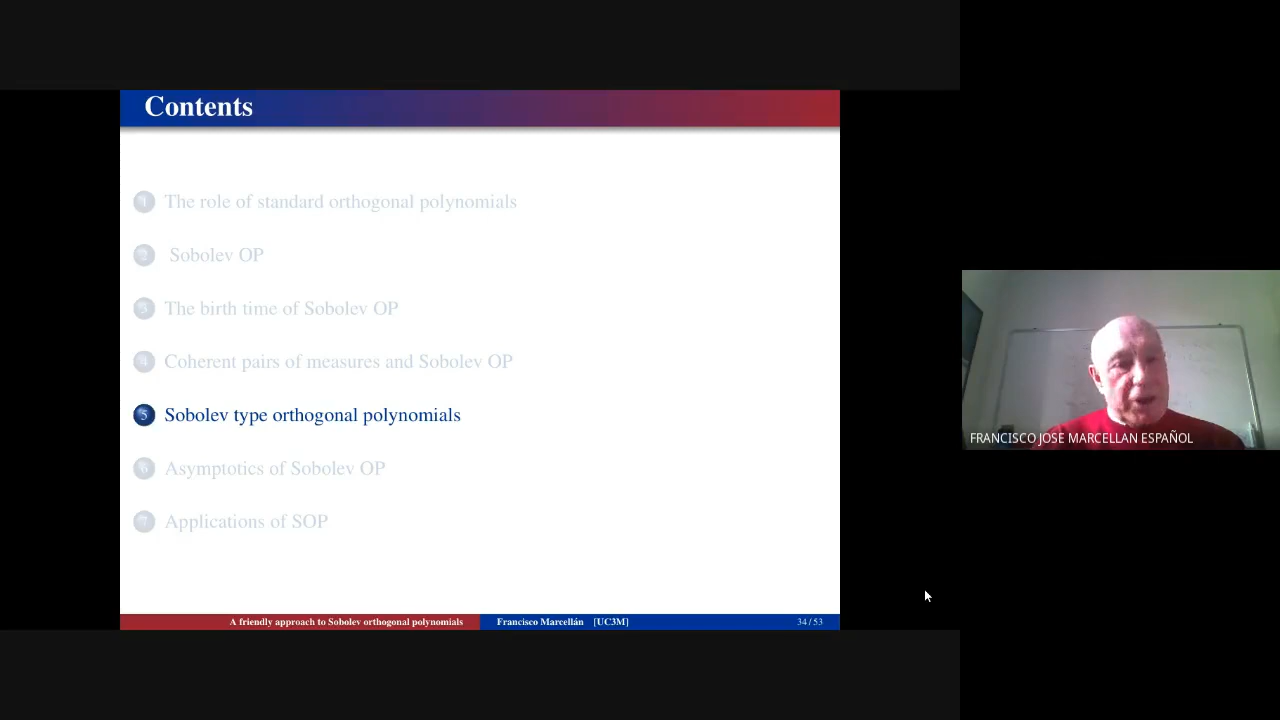 Contents
1 The role of standard orthogonal polynomials
2 Sobolev OP
3 The birth time of Sobolev OP
4 Coherent pairs of measures and Sobolev OP
5 Sobolev type orthogonal polynomials
6 Asymptotics of Sobolev OP
7 Applications of SOP
A friendly approach to Sobolev orthogonal polynomials Francisco Marcellán [UC3M] 34 / 53
FRANCISCO JOSE MARCELLAN ESPAÑOL